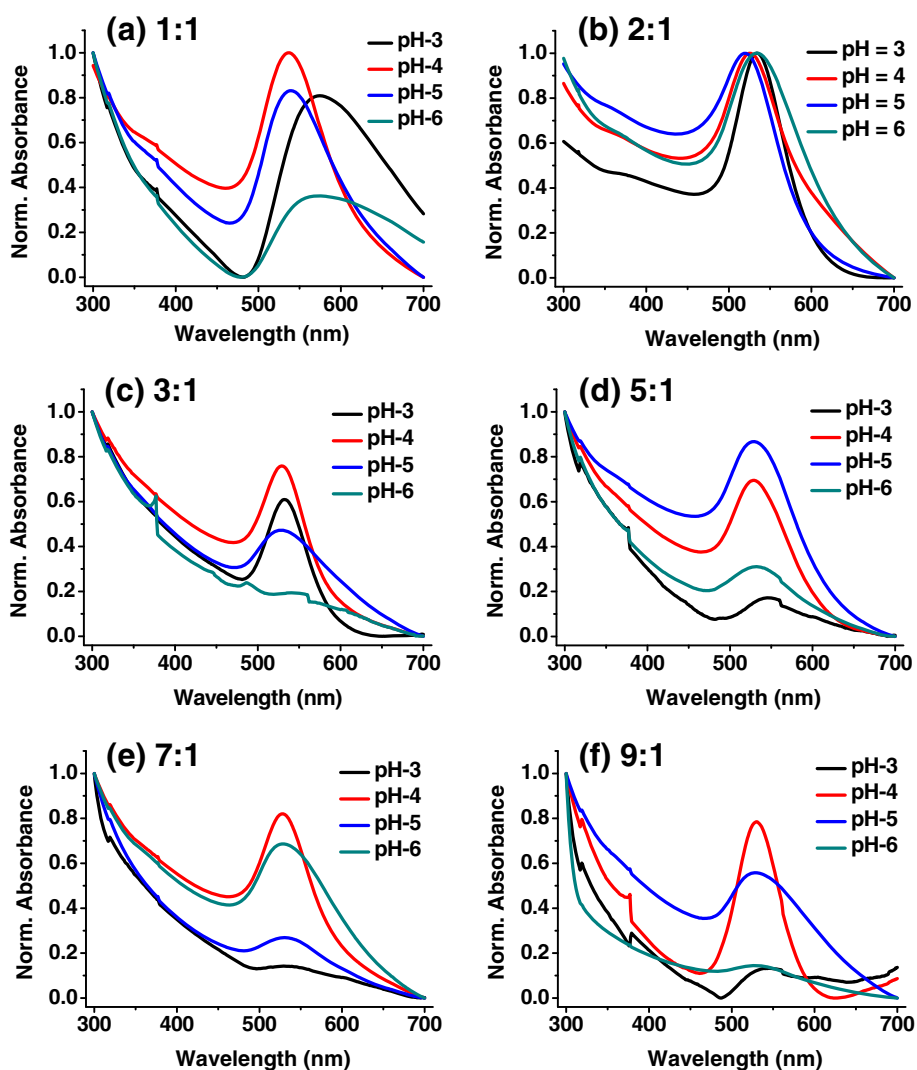 (a) 1:1
pH-3
pH-4
pH-5
pH-6
Norm. Absorbance
1.0
0.8
0.6
0.4
0.2
0.0
300 400 500 600 700
Wavelength (nm)
(b) 2:1
pH = 3
pH = 4
pH = 5
pH = 6
Norm. Absorbance
1.0
0.8
0.6
0.4
0.2
0.0
300 400 500 600 700
Wavelength (nm)
(c) 3:1
pH-3
pH-4
pH-5
pH-6
Norm. Absorbance
1.0
0.8
0.6
0.4
0.2
0.0
300 400 500 600 700
Wavelength (nm)
(d) 5:1
pH-3
pH-4
pH-5
pH-6
Norm. Absorbance
1.0
0.8
0.6
0.4
0.2
0.0
300 400 500 600 700
Wavelength (nm)
(e) 7:1
pH-3
pH-4
pH-5
pH-6
Norm. Absorbance
1.0
0.8
0.6
0.4
0.2
0.0
300 400 500 600 700
Wavelength (nm)
(f) 9:1
pH-3
pH-4
pH-5
pH-6
Norm. Absorbance
1.0
0.8
0.6
0.4
0.2
0.0
300 400 500 600 700
Wavelength (nm)